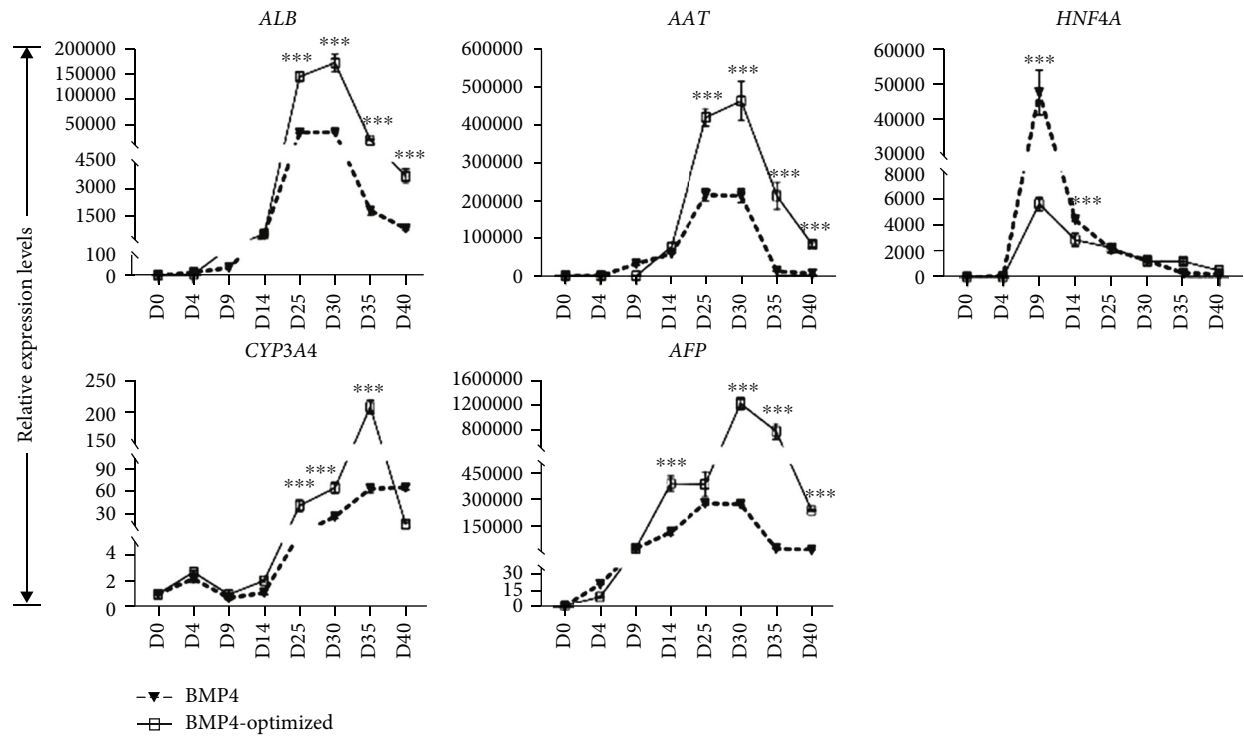 Relative expression levels
ALB
200000
150000
100000
50000
4500
3000
1500
100
0
D0 D4 D9 D14 D25 D30 D35 D40
*** *** *** ***
AAT
600000
500000
400000
300000
200000
100000
0
D0 D4 D9 D14 D25 D30 D35 D40
*** *** *** ***
HNF4A
60000
50000
40000
30000
8000
6000
4000
2000
0
D0 D4 D9 D14 D25 D30 D35 D40
*** ***
CYP3A4
250
200
150
90
60
30
4
2
0
D0 D4 D9 D14 D25 D30 D35 D40
*** *** ***
AFP
1600000
1200000
800000
450000
300000
150000
30
15
0
D0 D4 D9 D14 D25 D30 D35 D40
*** *** *** ***
BMP4
BMP4-optimized